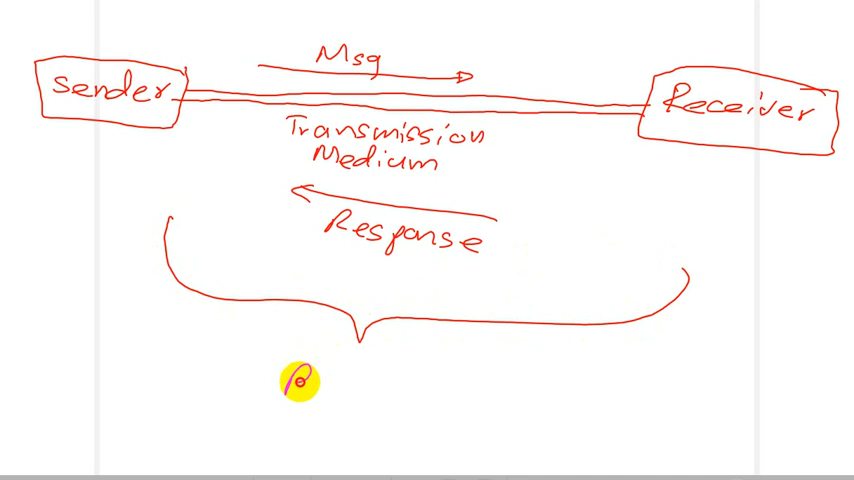 Msg
Sender
Receiver
Transmission
Medium
Response